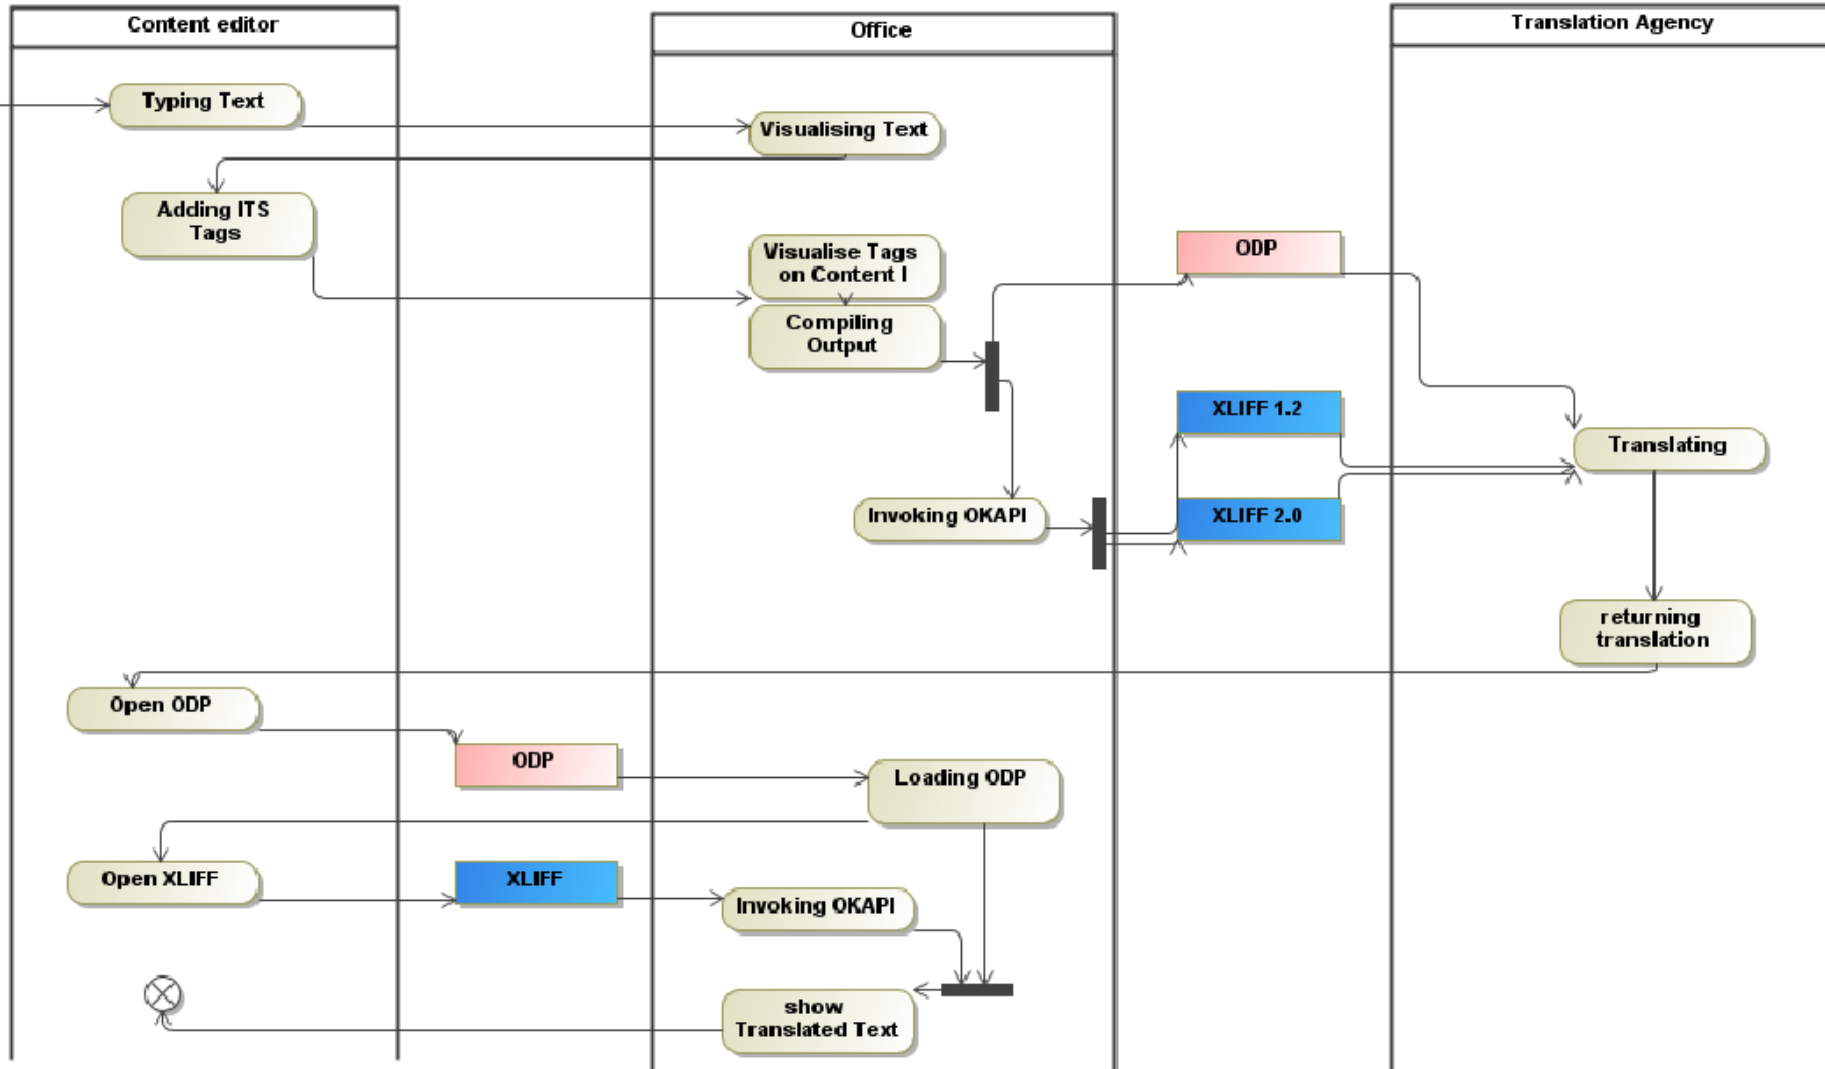 Content editor
Office
Translation Agency
Typing Text
Visualising Text
Adding ITS
Tags
Visualise Tags
on Content I
ODP
Compiling
Output
XLIFF 1.2
Translating
Invoking OKAPI
XLIFF 2.0
returning
translation
Open ODP
ODP
Loading ODP
Open XLIFF
XLIFF
Invoking OKAPI
show
Translated Text